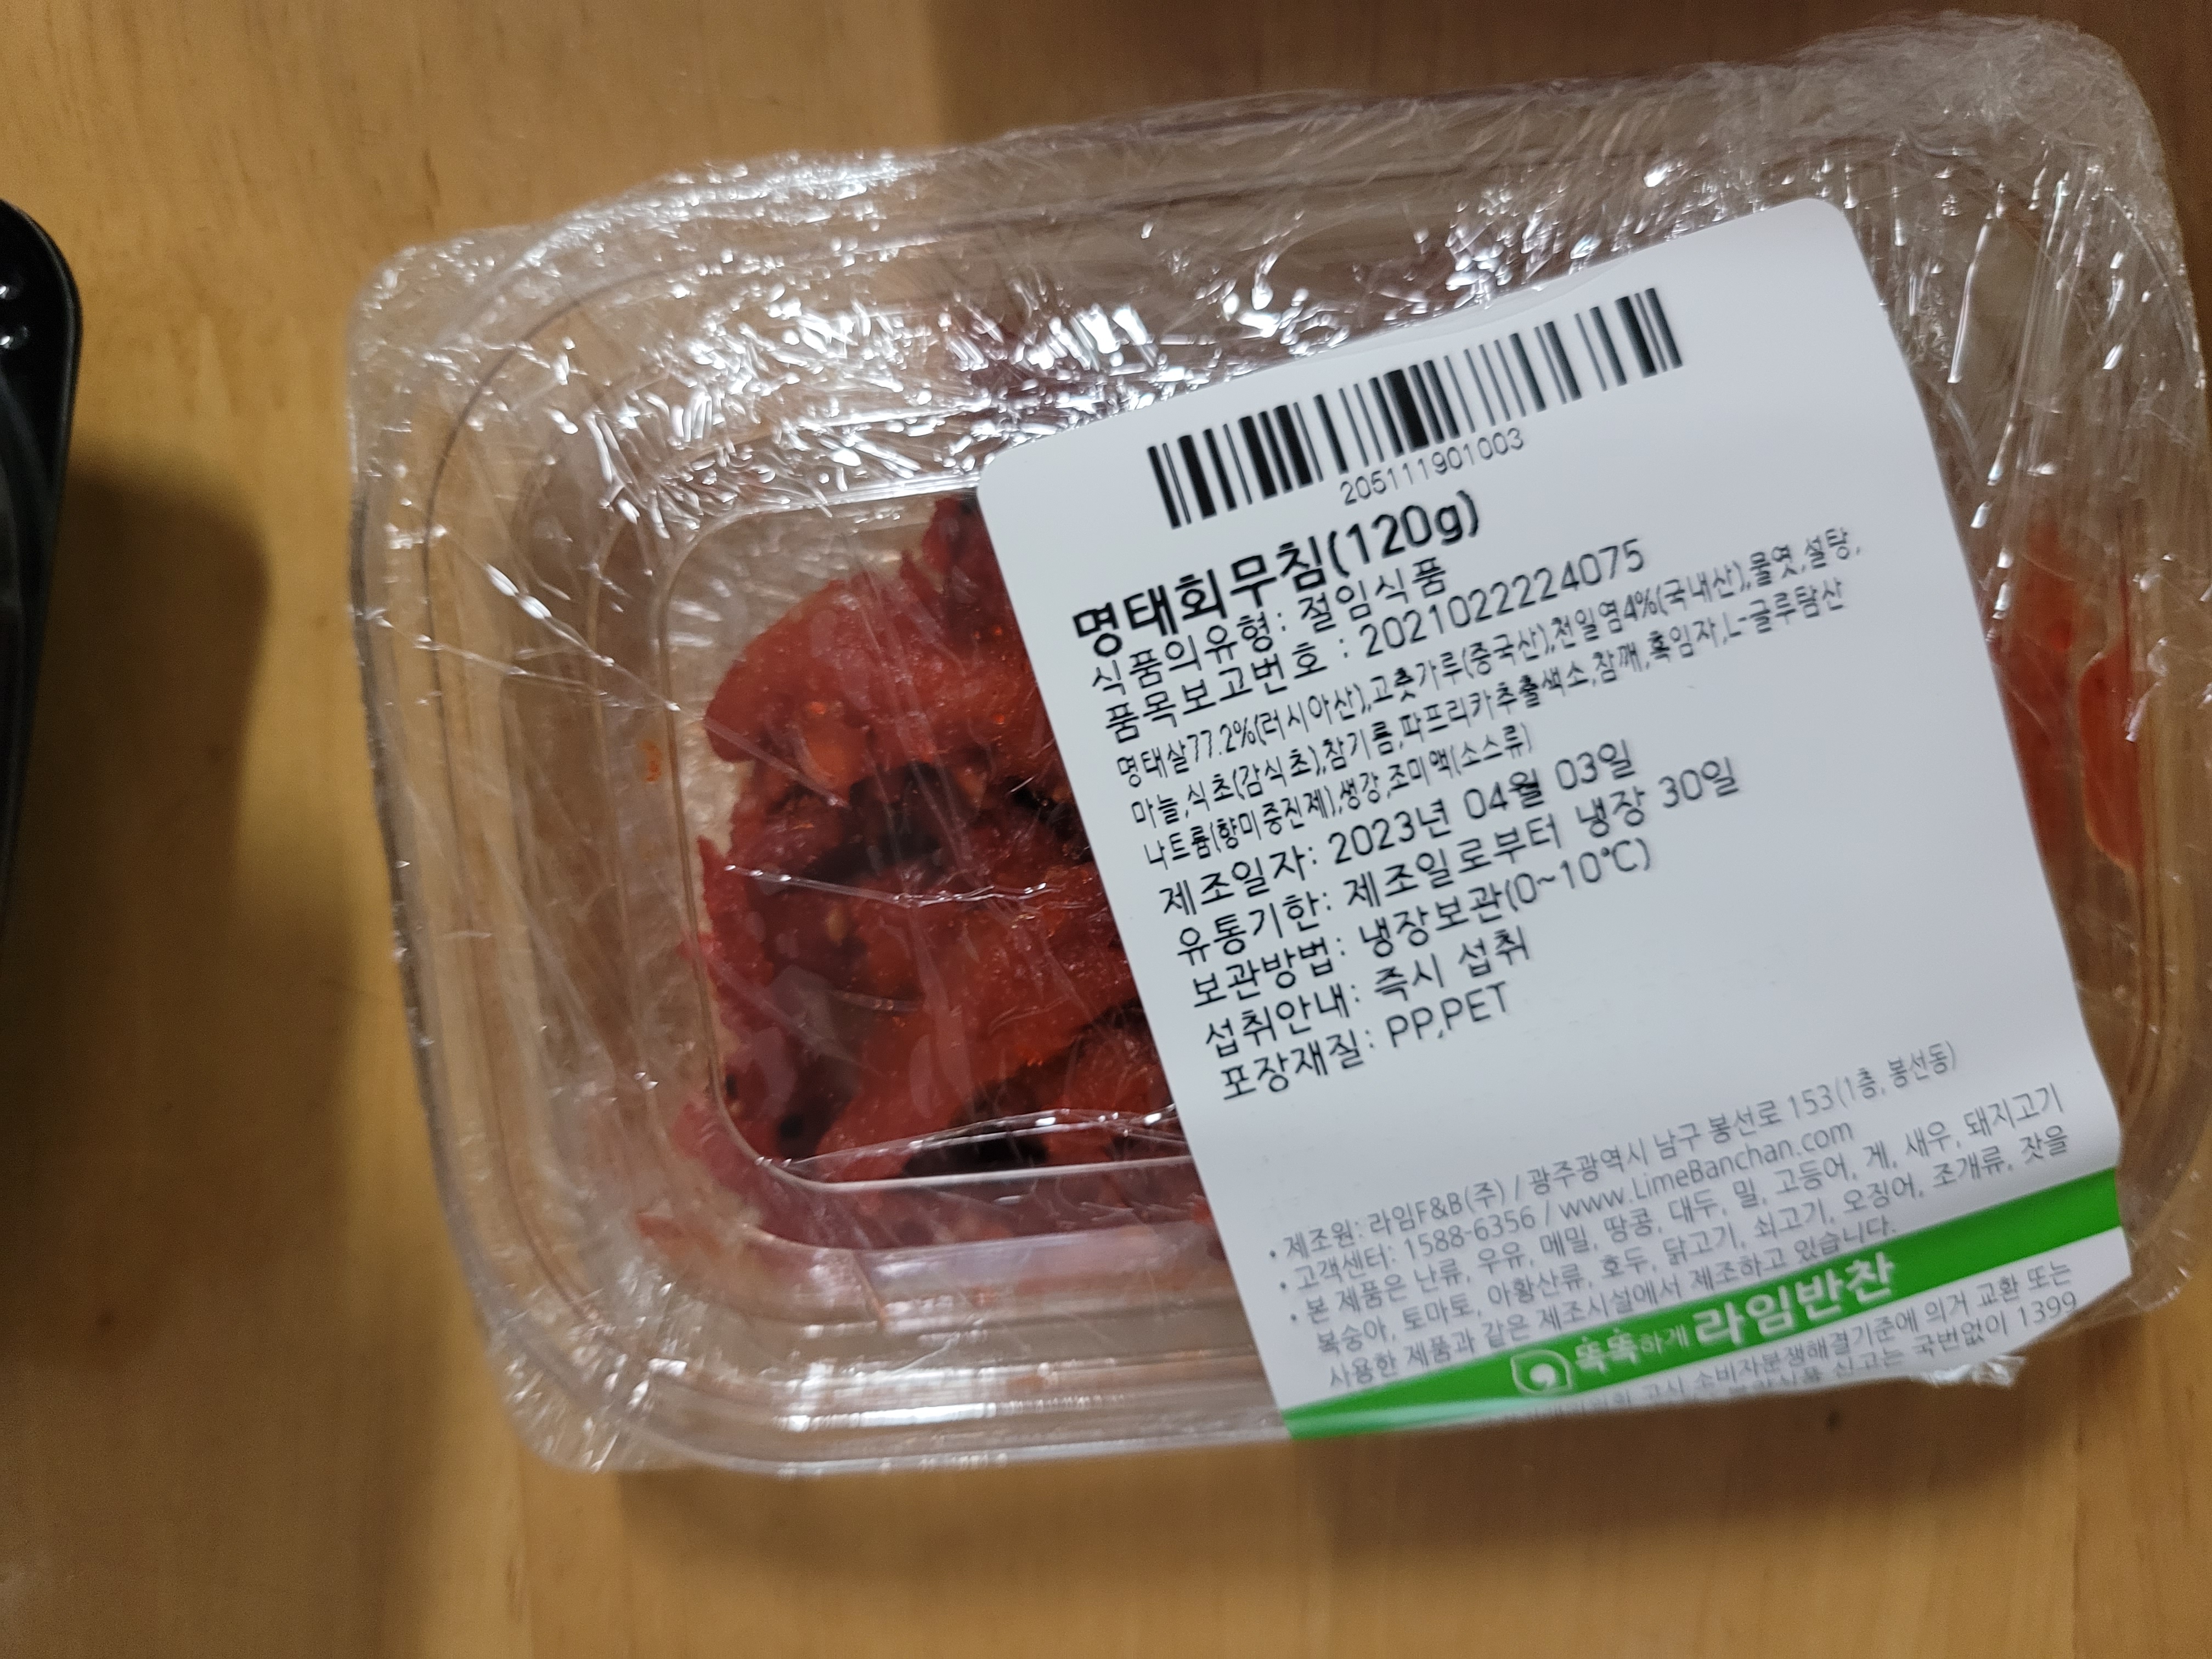 205111901003
명태회무침(120g)
식품의유형: 절임식품
품목보고번호 : 2021022224075
명태살77.2%(러시아산),고춧가루(중국산),천일염4%(국내산),물엿,설탕,
마늘,식초(감식초),참기름,파프리카추출색소,참깨,흑임자,L-글루탐산
나트륨(향미증진제),생강,조미액(소스류)
제조일자: 2023년 04월 03일
유통기한: 제조일로부터 냉장 30일
보관방법: 냉장보관(0~10℃)
섭취안내: 즉시 섭취
포장재질: PP,PET
• 제조원: 라임F&B(주) / 광주광역시 남구 봉선로 153(1층, 봉선동)
• 고객센터: 1588-6356 / www.LimeBanchan.com
• 본 제품은 난류, 우유, 메밀, 땅콩, 대두, 밀, 고등어, 게, 새우, 돼지고기
복숭아, 토마토, 아황산류, 호두, 닭고기, 쇠고기, 오징어, 조개류, 잣을
사용한 제품과 같은 제조시설에서 제조하고 있습니다.
똑똑하게 라임반찬
고시 소비자분쟁해결기준에 의거 교환 또는
신고는 국번없이 1399